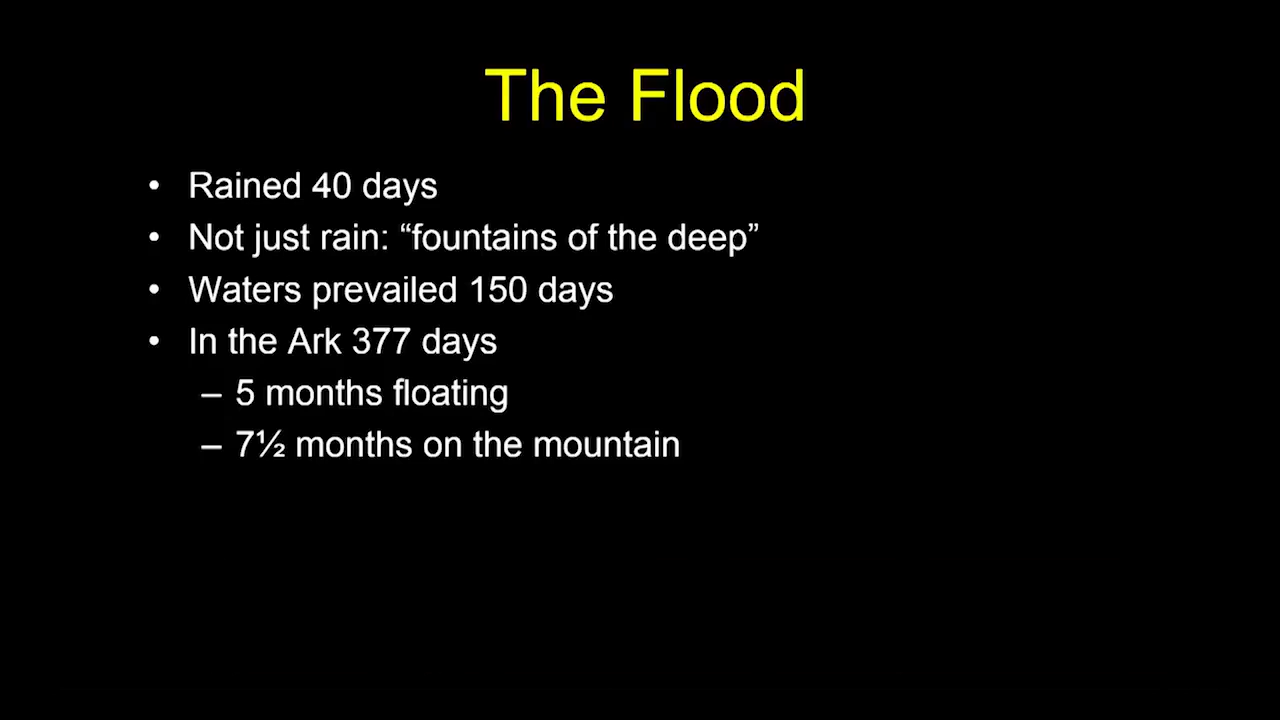 The Flood
• Rained 40 days
• Not just rain: “fountains of the deep”
• Waters prevailed 150 days
• In the Ark 377 days
– 5 months floating
– 7½ months on the mountain